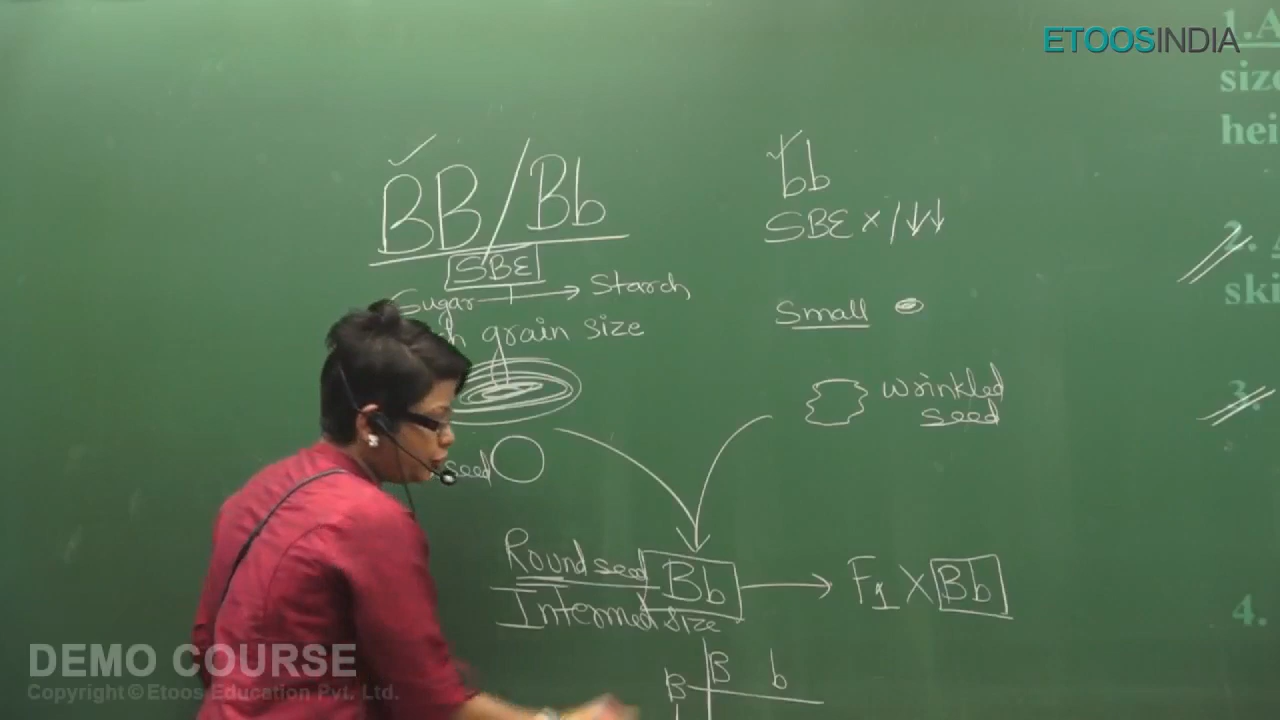 ETOOSINDIA
1.A
size
hei
2. A
ski
3.
4.
BB/Bb
SBE
Sugar → Starch
grain size
seed
bb
SBE x/↓↓
Small
wrinkled
seed
Round seed Bb → F1 X Bb
Intermed size
B b
B
DEMO COURSE
Copyright © Etoos Education Pvt. Ltd.